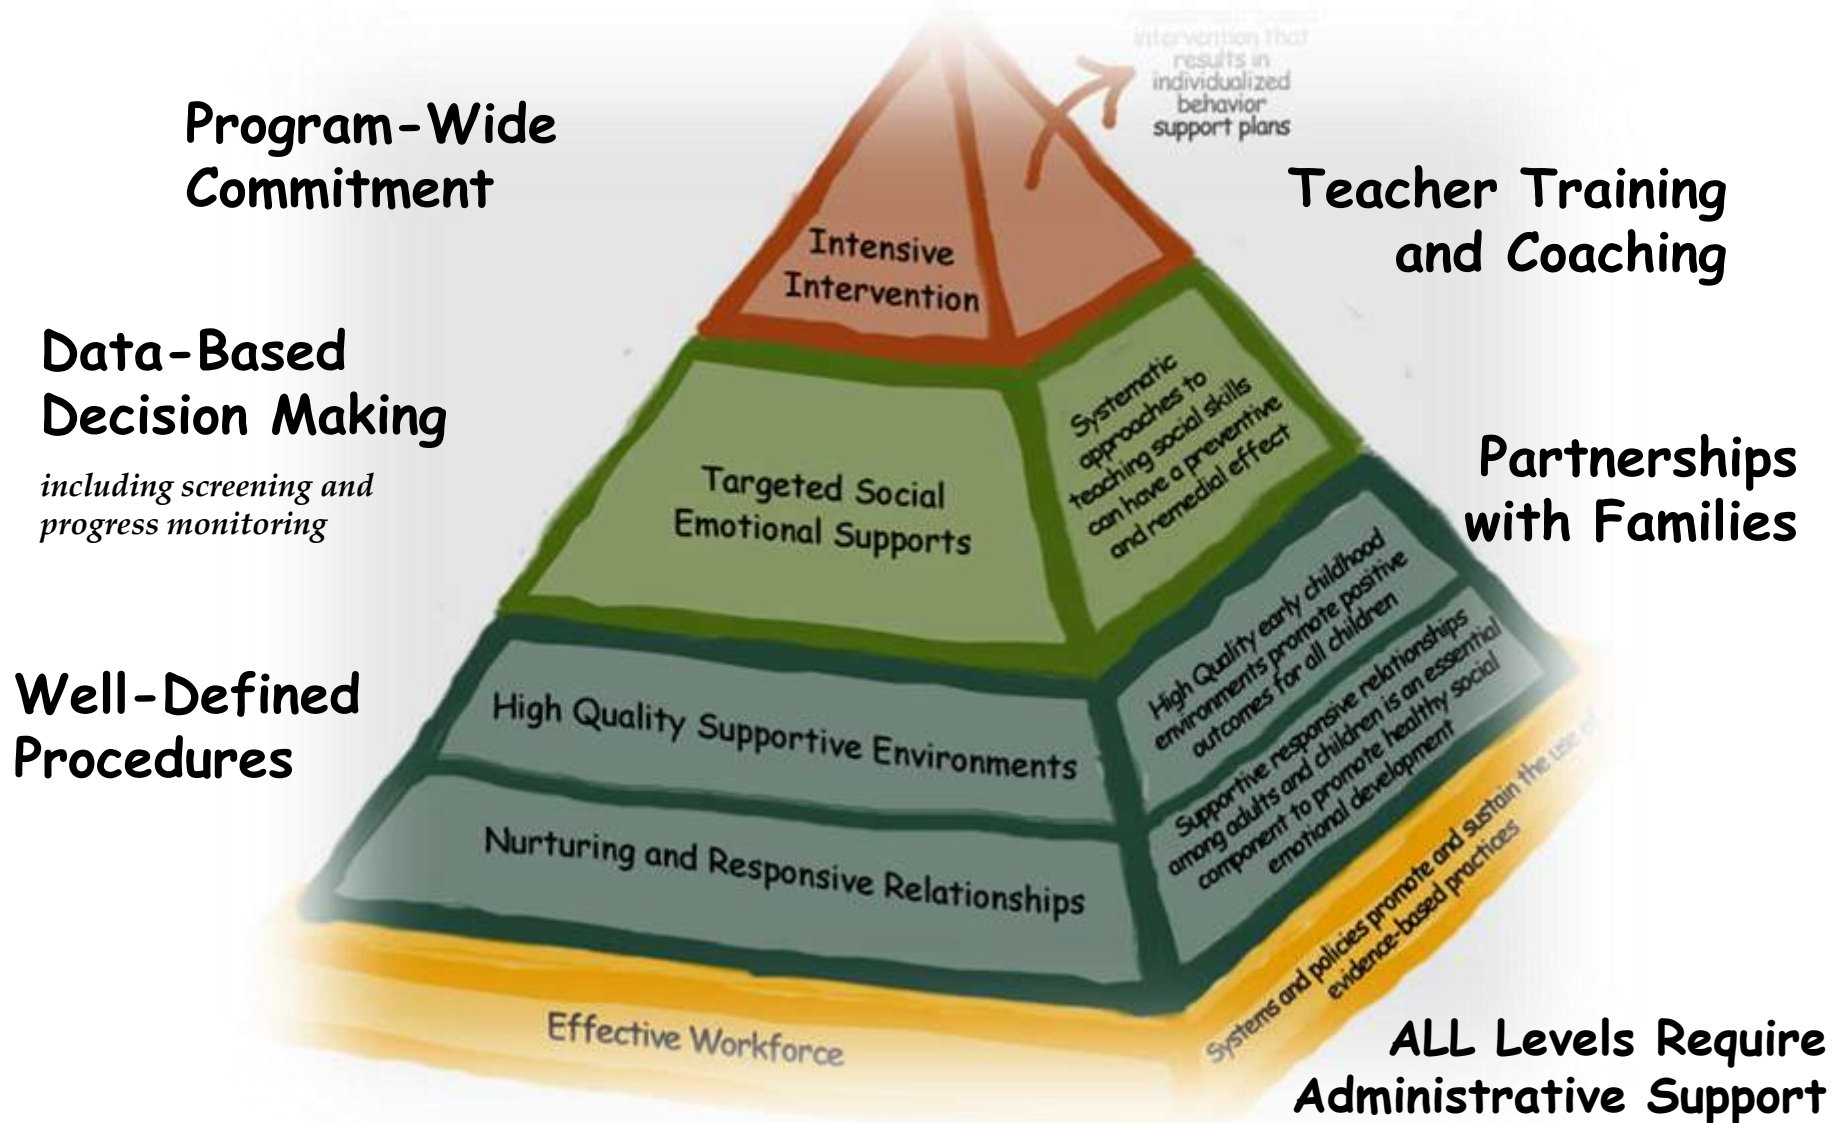 intervention that
results in
individualized
behavior
support plans
Program-Wide
Commitment
Teacher Training
and Coaching
Intensive
Intervention
Data-Based
Decision Making
including screening and
progress monitoring
Systematic
approaches to
teaching social skills
can have a preventive
and remedial effect
Targeted Social
Emotional Supports
Partnerships
with Families
High Quality early childhood
environments promote positive
outcomes for all children
Well-Defined
Procedures
High Quality Supportive Environments
Supportive responsive relationships
among adults and children is an essential
component to promote healthy social
emotional development
Nurturing and Responsive Relationships
Systems and policies promote and sustain the use of
evidence-based practices
Effective Workforce
ALL Levels Require
Administrative Support